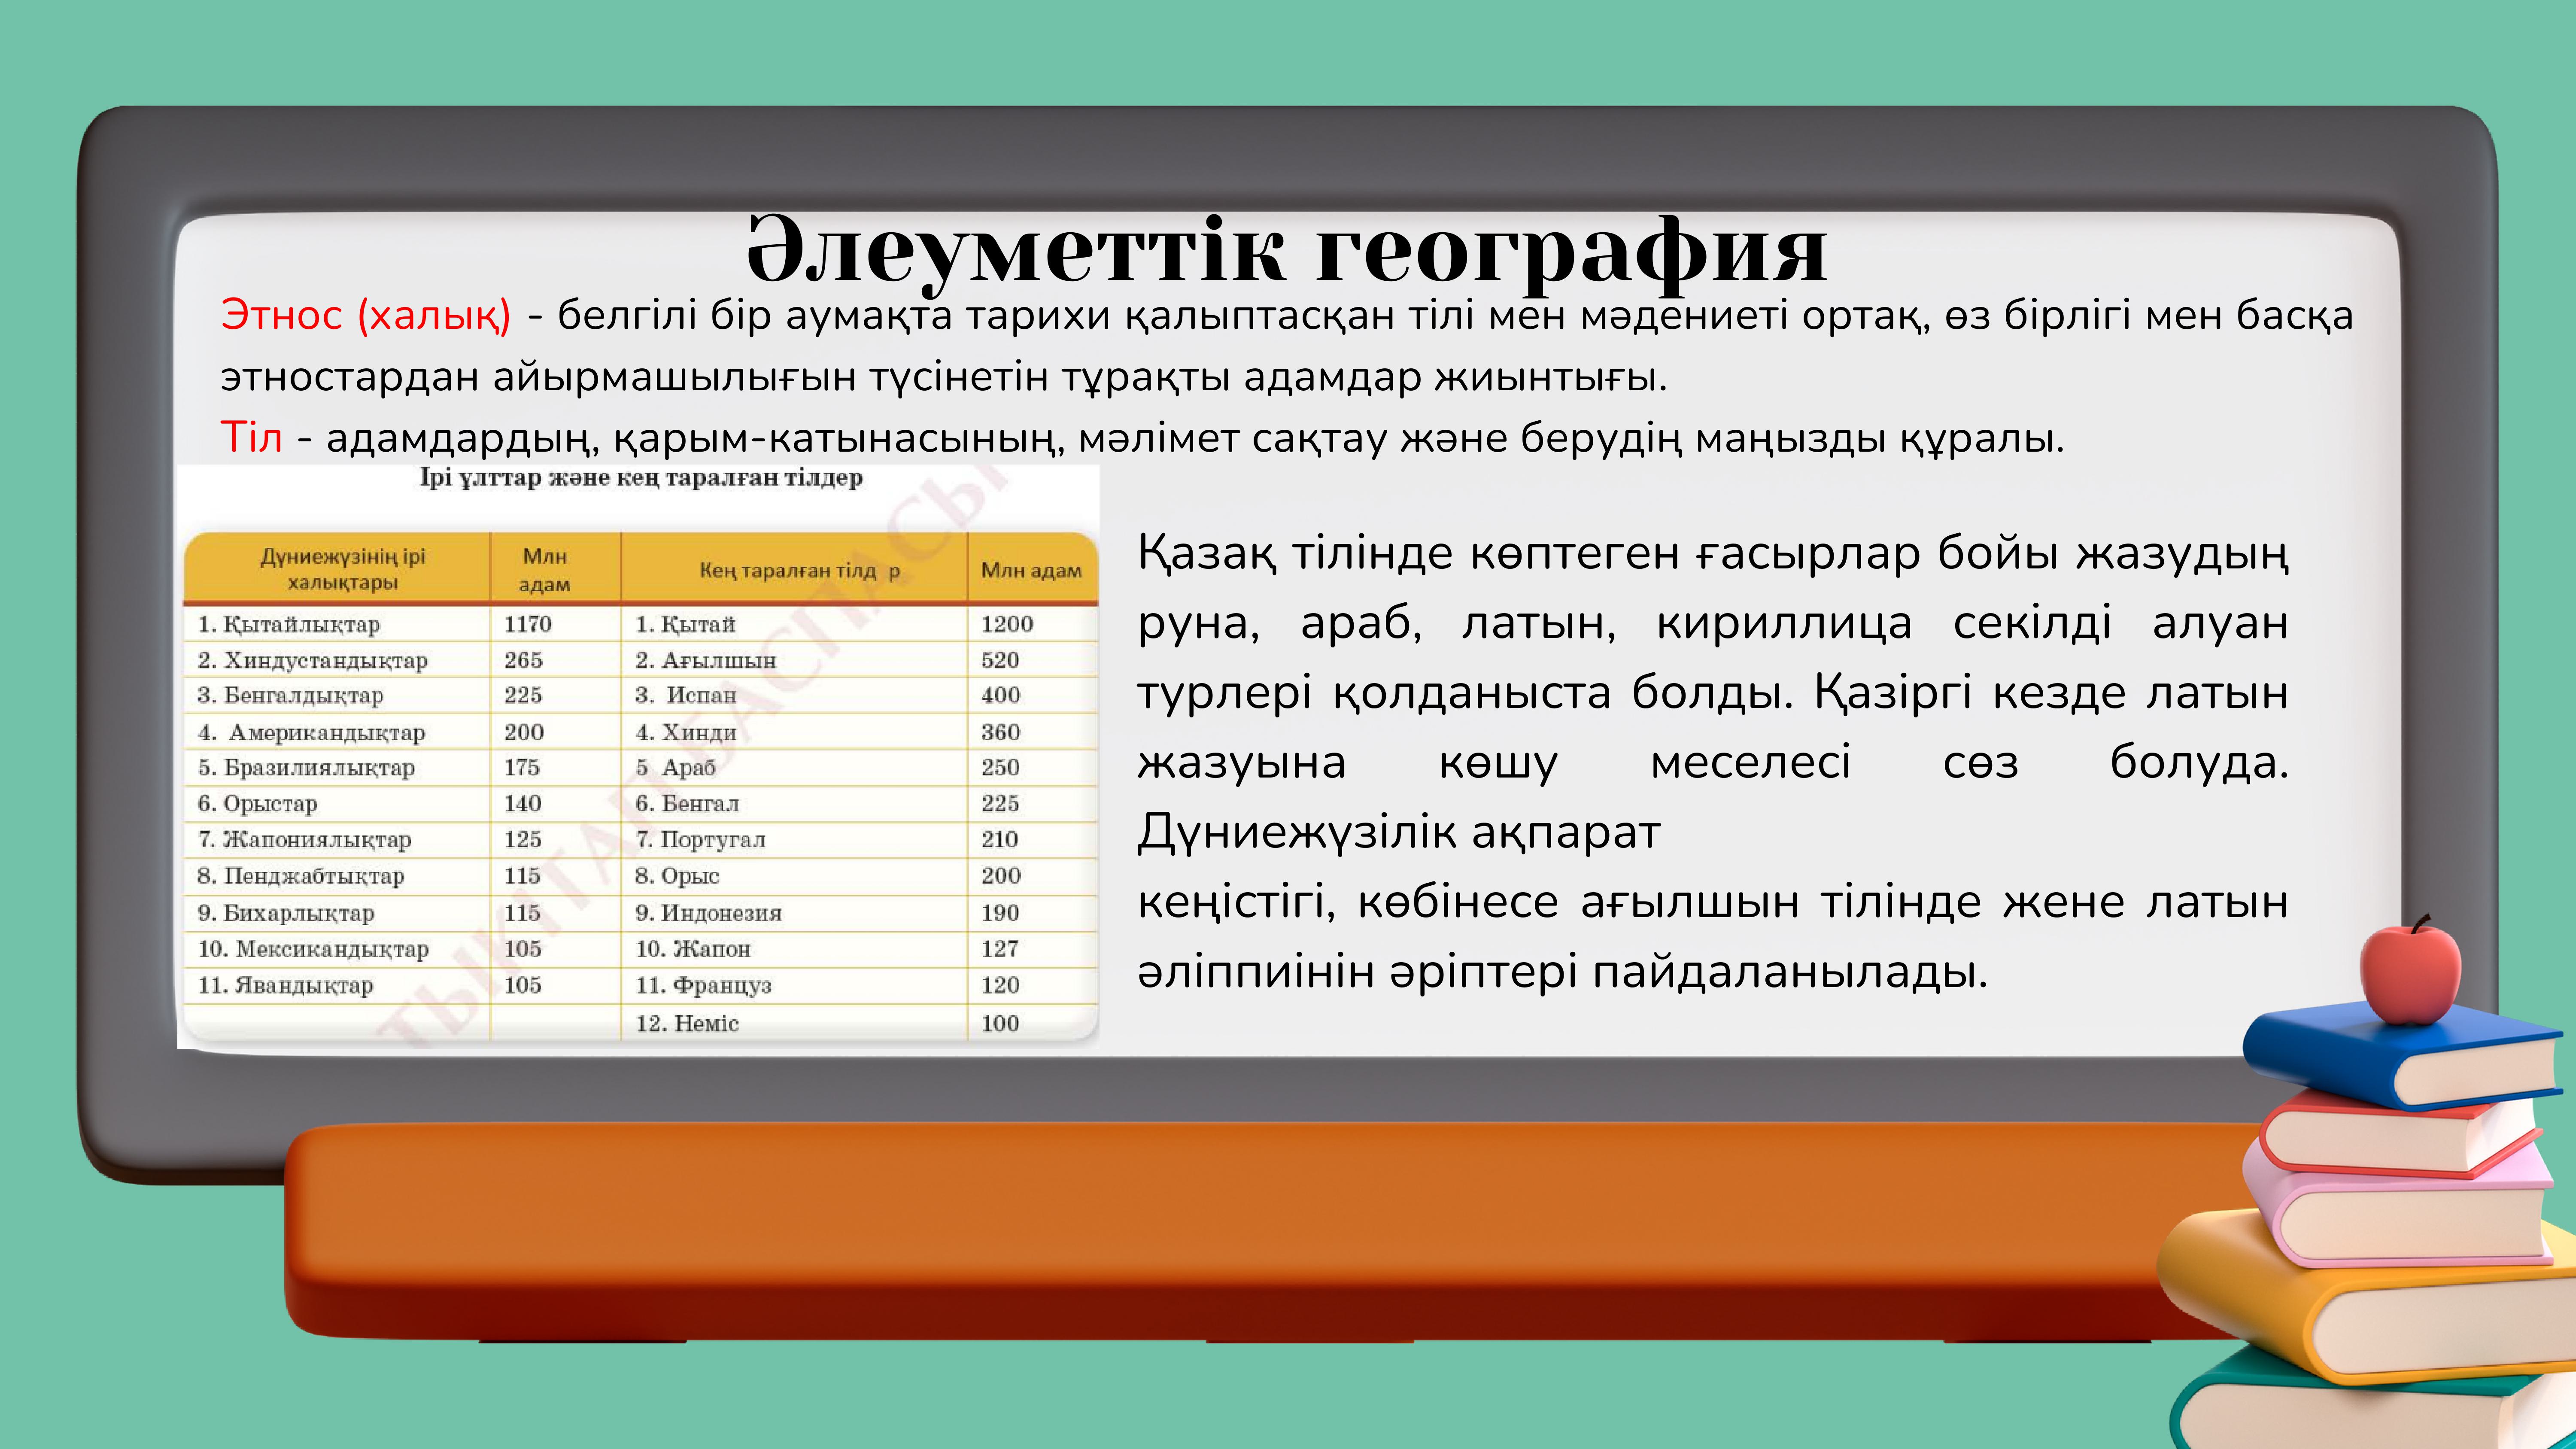 Әлеуметтік география
Этнос (халық) - белгілі бір аумақта тарихи қалыптасқан тілі мен мәдениеті ортақ, өз бірлігі мен басқа
этностардан айырмашылығын түсінетін тұрақты адамдар жиынтығы.
Тіл - адамдардың, қарым-катынасының, мәлімет сақтау және берудің маңызды құралы.
Ірі ұлттар және кең таралған тілдер
Дүниежүзінің ірі халықтары Млн адам Кең таралған тілд р Млн адам
1. Қытайлықтар 1170 1. Қытай 1200
2. Хиндустандықтар 265 2. Ағылшын 520
3. Бенгалдықтар 225 3. Испан 400
4. Американдықтар 200 4. Хинди 360
5. Бразилиялықтар 175 5 Араб 250
6. Орыстар 140 6. Бенгал 225
7. Жапониялықтар 125 7. Португал 210
8. Пенджабтықтар 115 8. Орыс 200
9. Бихарлықтар 115 9. Индонезия 190
10. Мексикандықтар 105 10. Жапон 127
11. Явандықтар 105 11. Француз 120
12. Неміс 100
Қазақ тілінде көптеген ғасырлар бойы жазудың
руна, араб, латын, кириллица секілді алуан
турлері қолданыста болды. Қазіргі кезде латын
жазуына көшу меселесі сөз болуда.
Дүниежүзілік ақпарат
кеңістігі, көбінесе ағылшын тілінде жене латын
әліппиінін әріптері пайдаланылады.